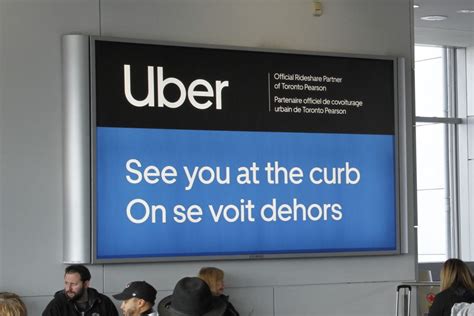 Uber
Official Rideshare Partner
of Toronto Pearson
Partenaire officiel de covoiturage
urbain de Toronto Pearson
See you at the curb
On se voit dehors